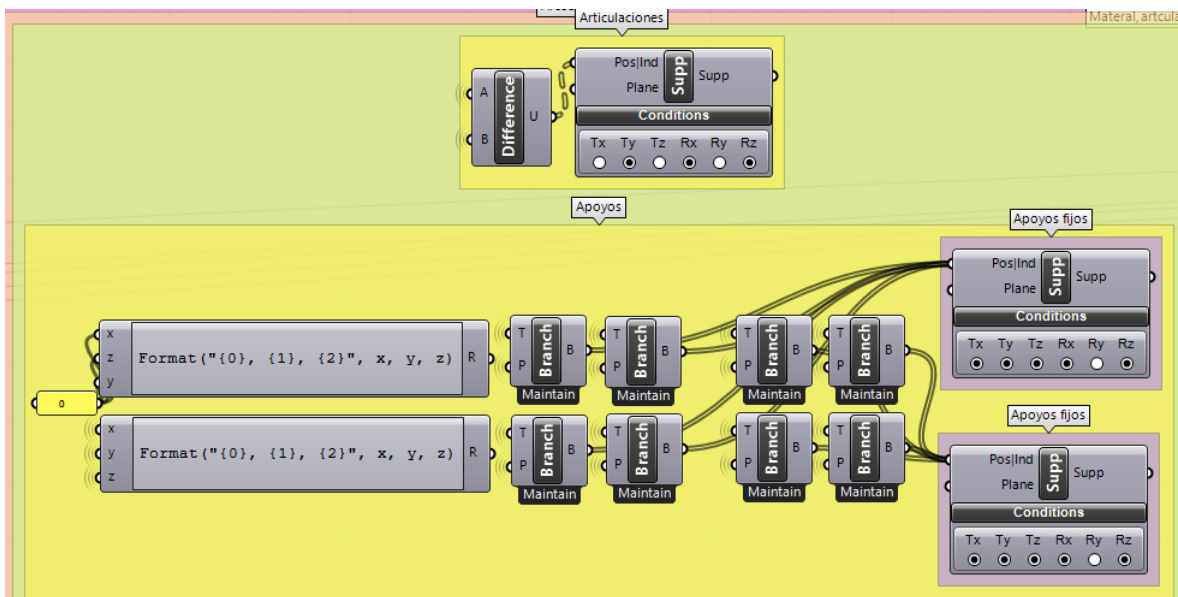 Articulaciones
Materal, artcula
Pos|Ind
Plane
Supp
Supp
Conditions
Tx Ty Tz Rx Ry Rz
A
B
Difference
U
Apoyos
Apoyos fijos
Pos|Ind
Plane
Supp
Supp
Conditions
Tx Ty Tz Rx Ry Rz
0
x
z
y
Format("{0}, {1}, {2}", x, y, z)
R
T
P
Branch
B
Maintain
T
P
Branch
B
Maintain
T
P
Branch
B
Maintain
T
P
Branch
B
Maintain
x
y
z
Format("{0}, {1}, {2}", x, y, z)
R
T
P
Branch
B
Maintain
T
P
Branch
B
Maintain
T
P
Branch
B
Maintain
T
P
Branch
B
Maintain
Apoyos fijos
Pos|Ind
Plane
Supp
Supp
Conditions
Tx Ty Tz Rx Ry Rz